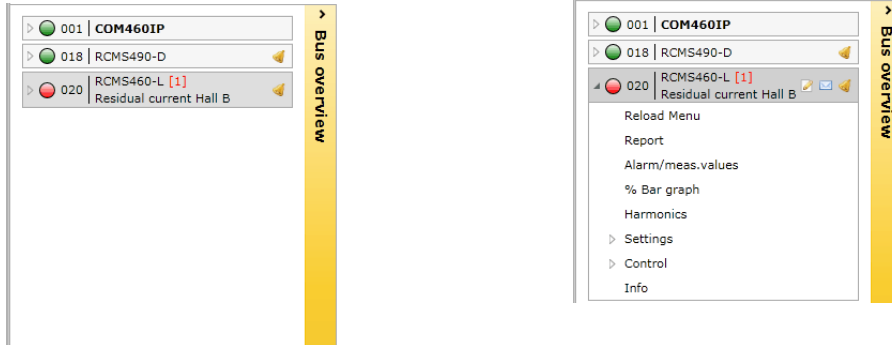 001 COM460IP
018 RCMS490-D
020 RCMS460-L [1]
Residual current Hall B
Bus overview
001 COM460IP
018 RCMS490-D
020 RCMS460-L [1]
Residual current Hall B
Reload Menu
Report
Alarm/meas.values
% Bar graph
Harmonics
Settings
Control
Info
Bus overview